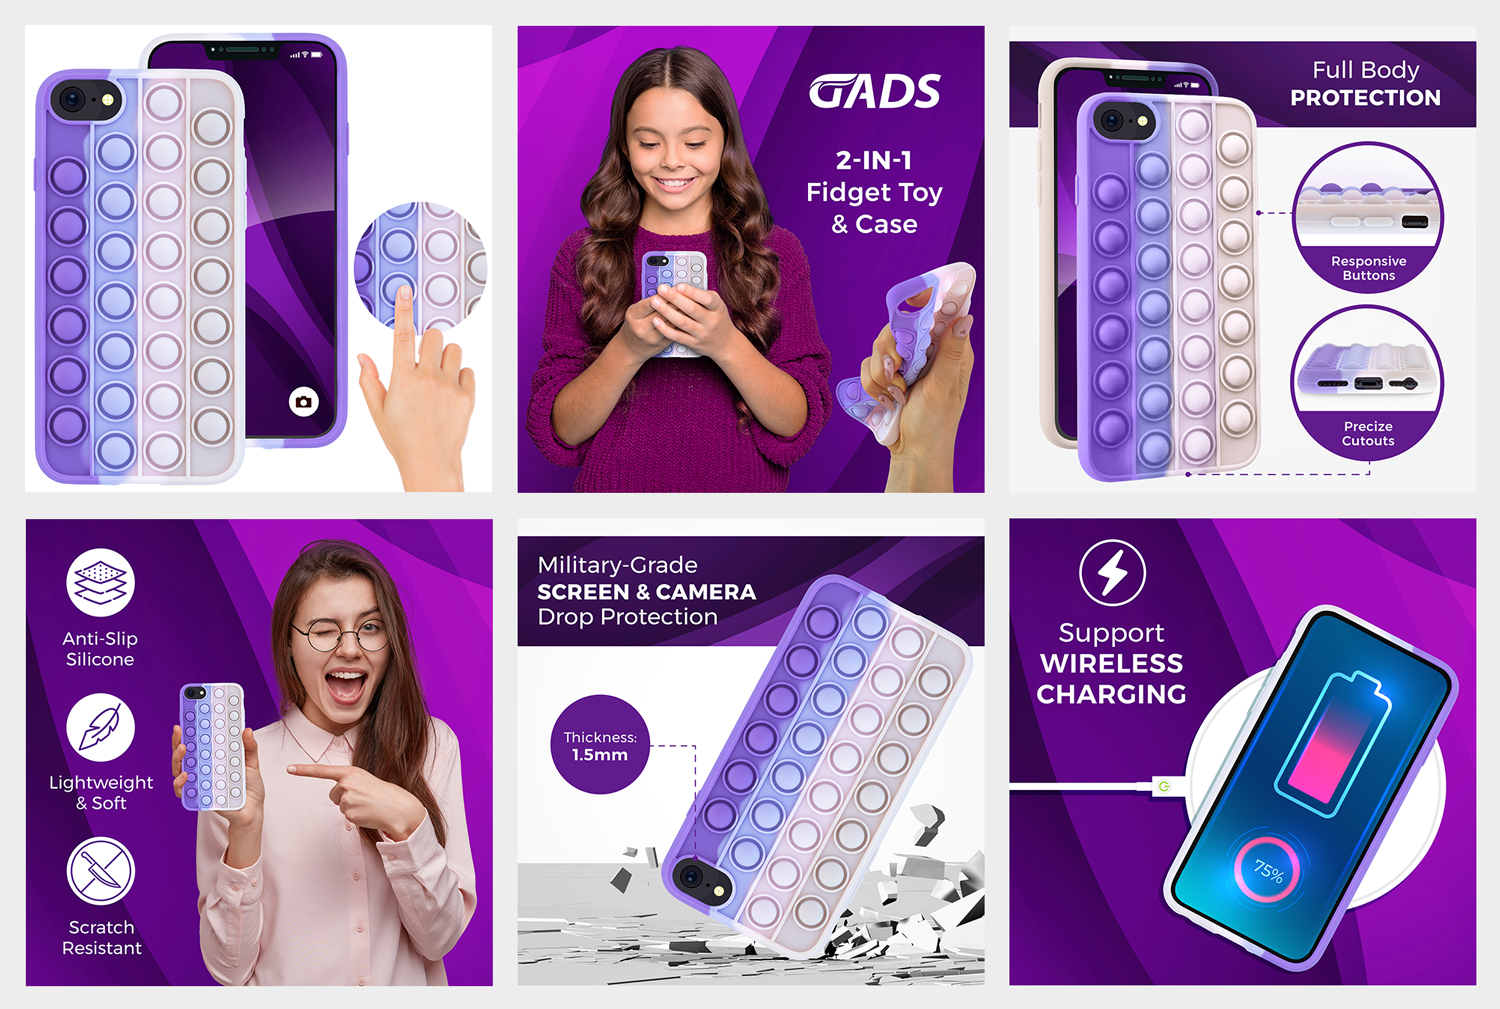 GADS
2-IN-1
Fidget Toy
& Case
Full Body
PROTECTION
Responsive
Buttons
Precize
Cutouts
Anti-Slip
Silicone
Lightweight
& Soft
Scratch
Resistant
Military-Grade
SCREEN & CAMERA
Drop Protection
Thickness:
1.5mm
Support
WIRELESS
CHARGING
75%